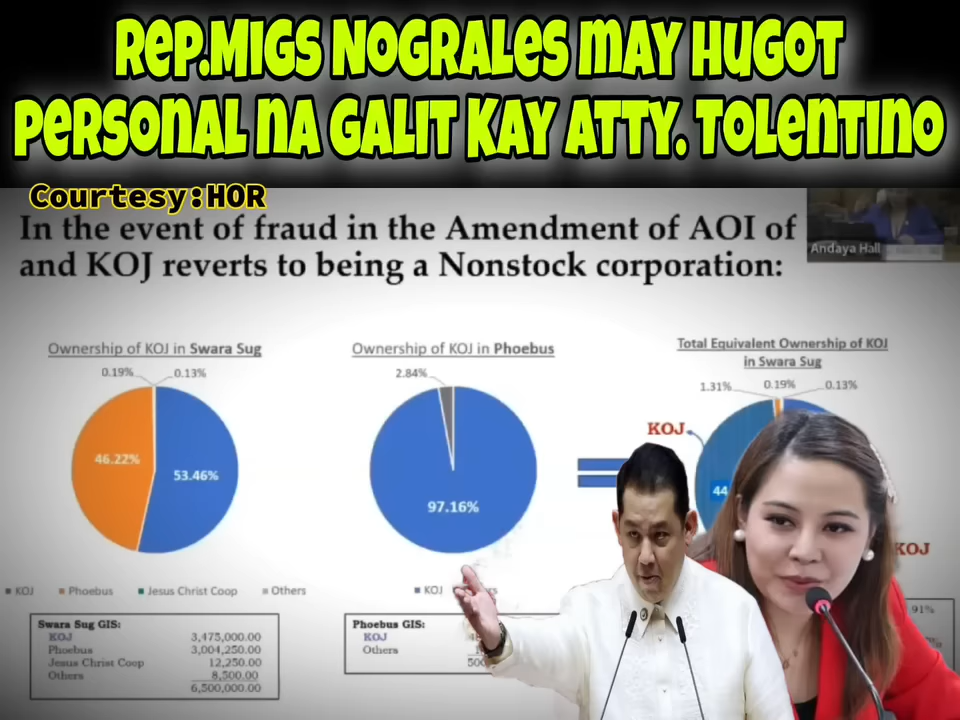 Rep.Migs Nograles may hugot
personal na galit kay Atty. Tolentino
Courtesy:HOR
In the event of fraud in the Amendment of AOI of
and KOJ reverts to being a Nonstock corporation:
Andaya Hall
Ownership of KOJ in Swara Sug
0.19% 0.13%
46.22%
53.46%
KOJ Phoebus Jesus Christ Coop Others
Swara Sug GIS:
KOJ 3,475,000.00
Phoebus 3,004,250.00
Jesus Christ Coop 12,250.00
Others 8,500.00
6,500,000.00
Ownership of KOJ in Phoebus
2.84%
97.16%
KOJ
Phoebus GIS:
KOJ
Others
Total Equivalent Ownership of KOJ
in Swara Sug
1.31% 0.19% 0.13%
KOJ
44
KOJ
91%